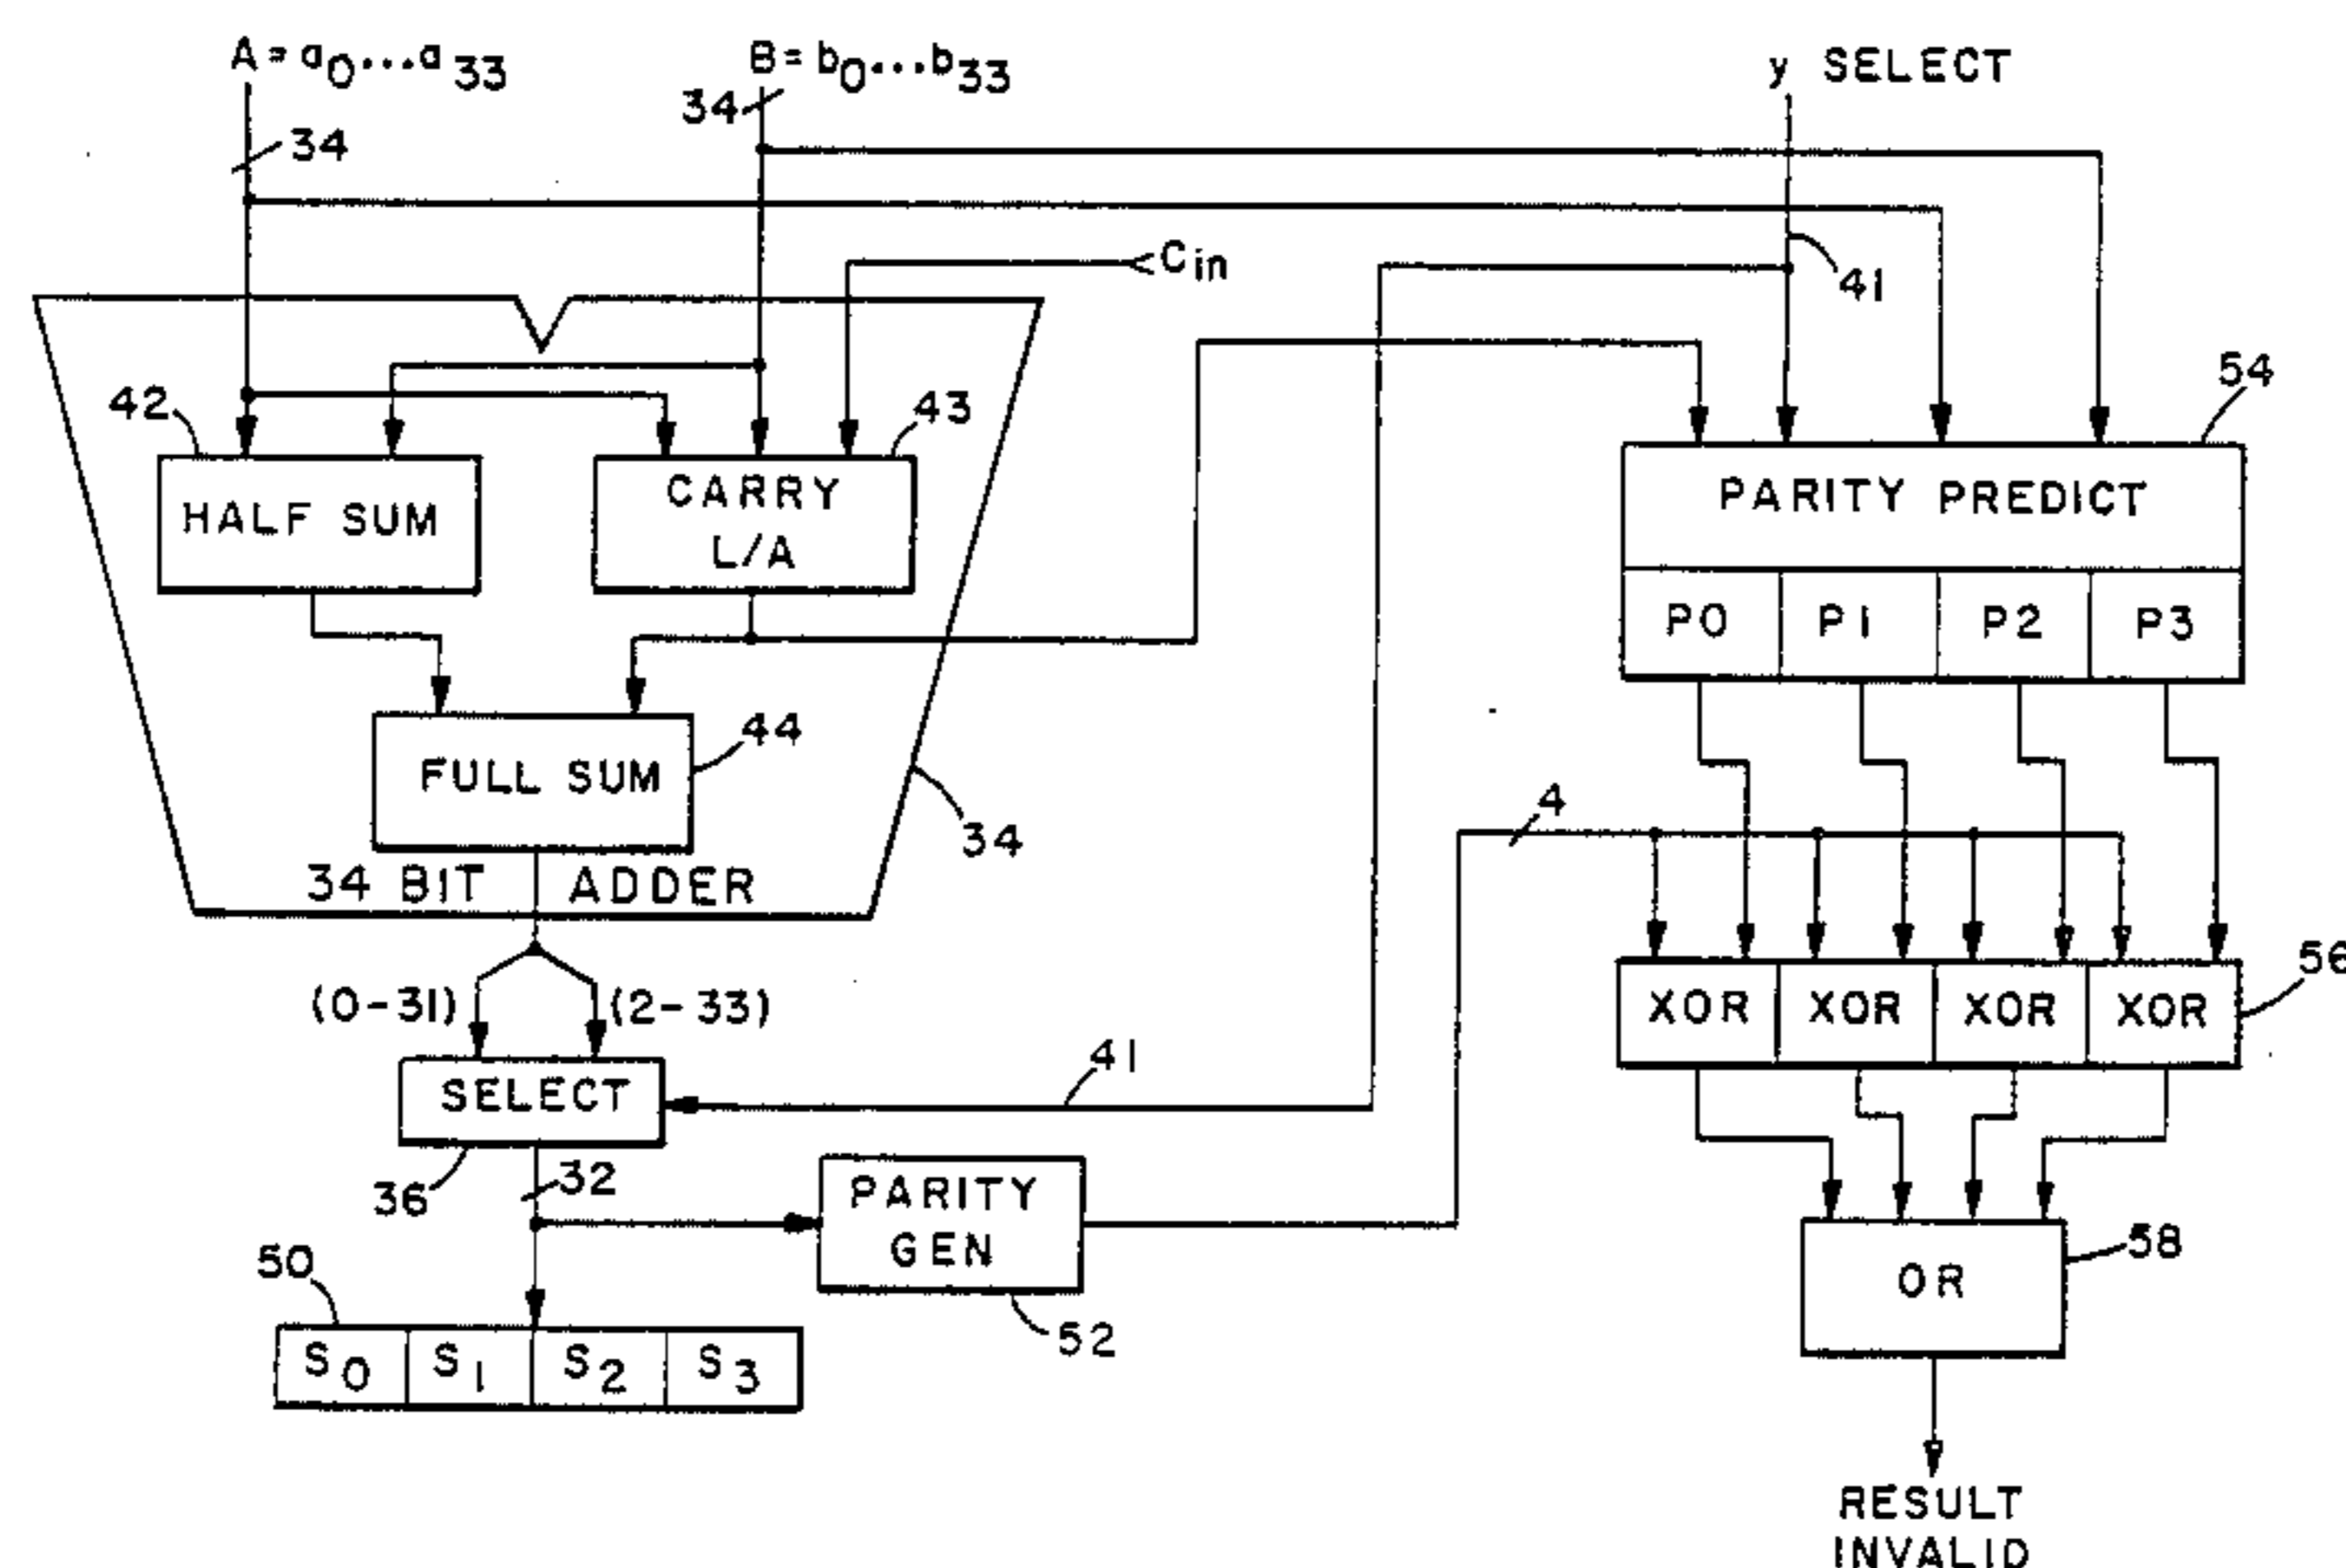 A = a0...a33
B = b0...b33
y SELECT
34
34
Cin
41
42
43
54
HALF SUM
CARRY
L/A
PARITY PREDICT
P0 P1 P2 P3
44
FULL SUM
34
4
34 BIT ADDER
(0-31) (2-33)
XOR XOR XOR XOR
56
SELECT
41
36
32
PARITY
GEN
52
50
S0 S1 S2 S3
OR
58
RESULT
INVALID